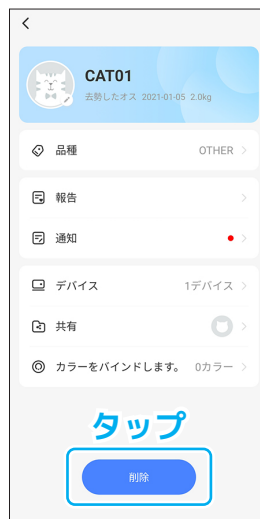 CAT01
去勢したオス 2021-01-05 2.0kg
品種 OTHER
報告
通知
デバイス 1デバイス
共有
カラーをバインドします。 0カラー
タップ
削除